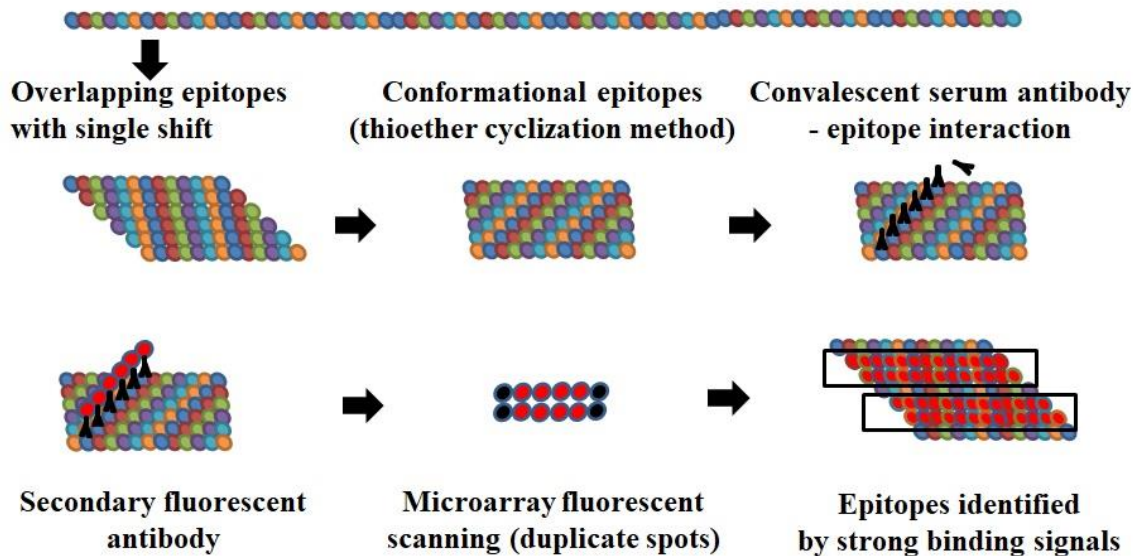 Overlapping epitopes
with single shift
Conformational epitopes
(thioether cyclization method)
Convalescent serum antibody
- epitope interaction
Secondary fluorescent
antibody
Microarray fluorescent
scanning (duplicate spots)
Epitopes identified
by strong binding signals